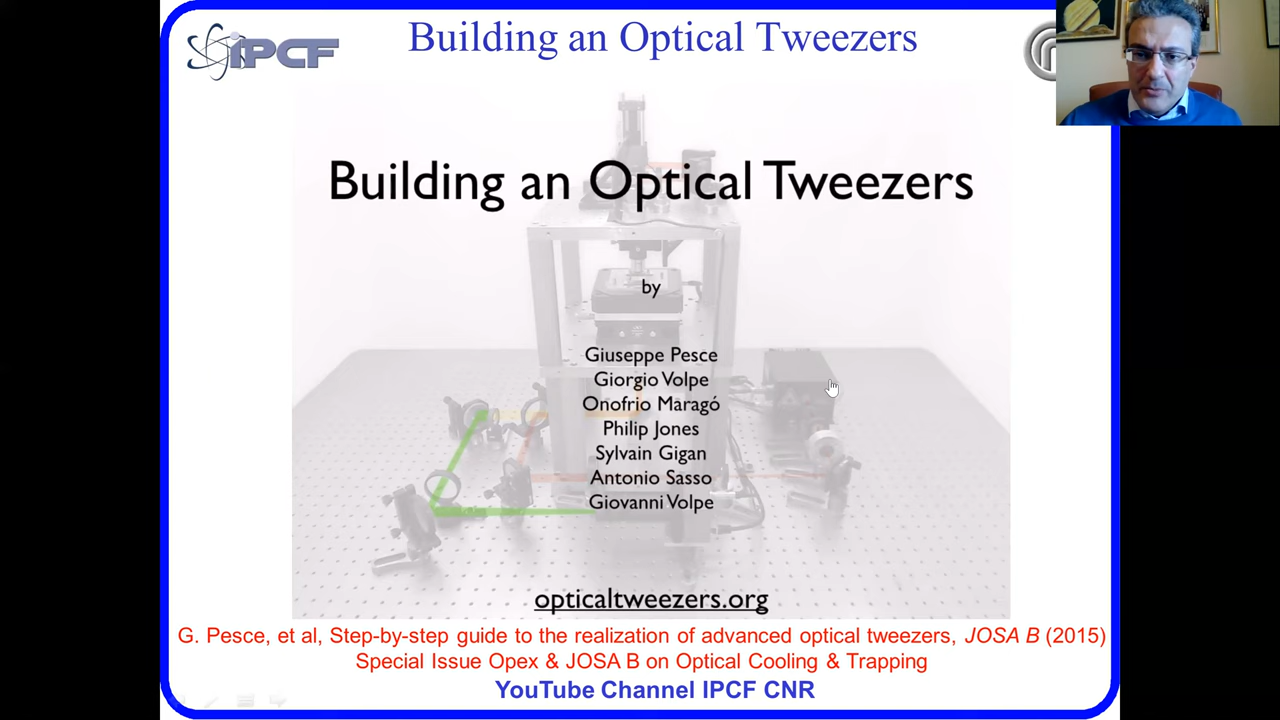 IPCF
Building an Optical Tweezers
Building an Optical Tweezers
by
Giuseppe Pesce
Giorgio Volpe
Onofrio Maragó
Philip Jones
Sylvain Gigan
Antonio Sasso
Giovanni Volpe
opticaltweezers.org
G. Pesce, et al, Step-by-step guide to the realization of advanced optical tweezers, JOSA B (2015)
Special Issue Opex & JOSA B on Optical Cooling & Trapping
YouTube Channel IPCF CNR